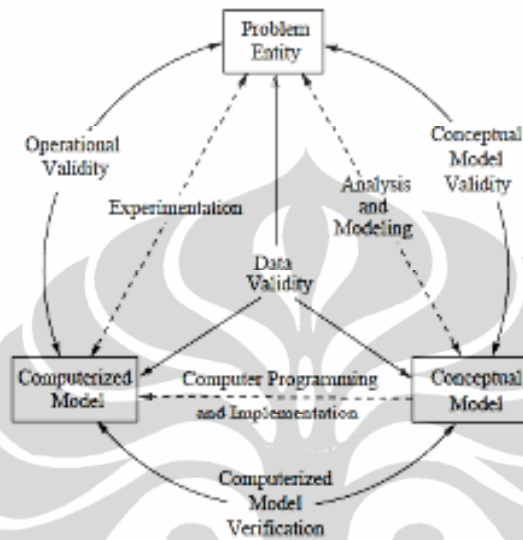 Problem
Entity
Operational
Validity
Conceptual
Model
Validity
Experimentation
Analysis
and
Modeling
Data
Validity
Computerized
Model
Computer Programming
and Implementation
Conceptual
Model
Computerized
Model
Verification